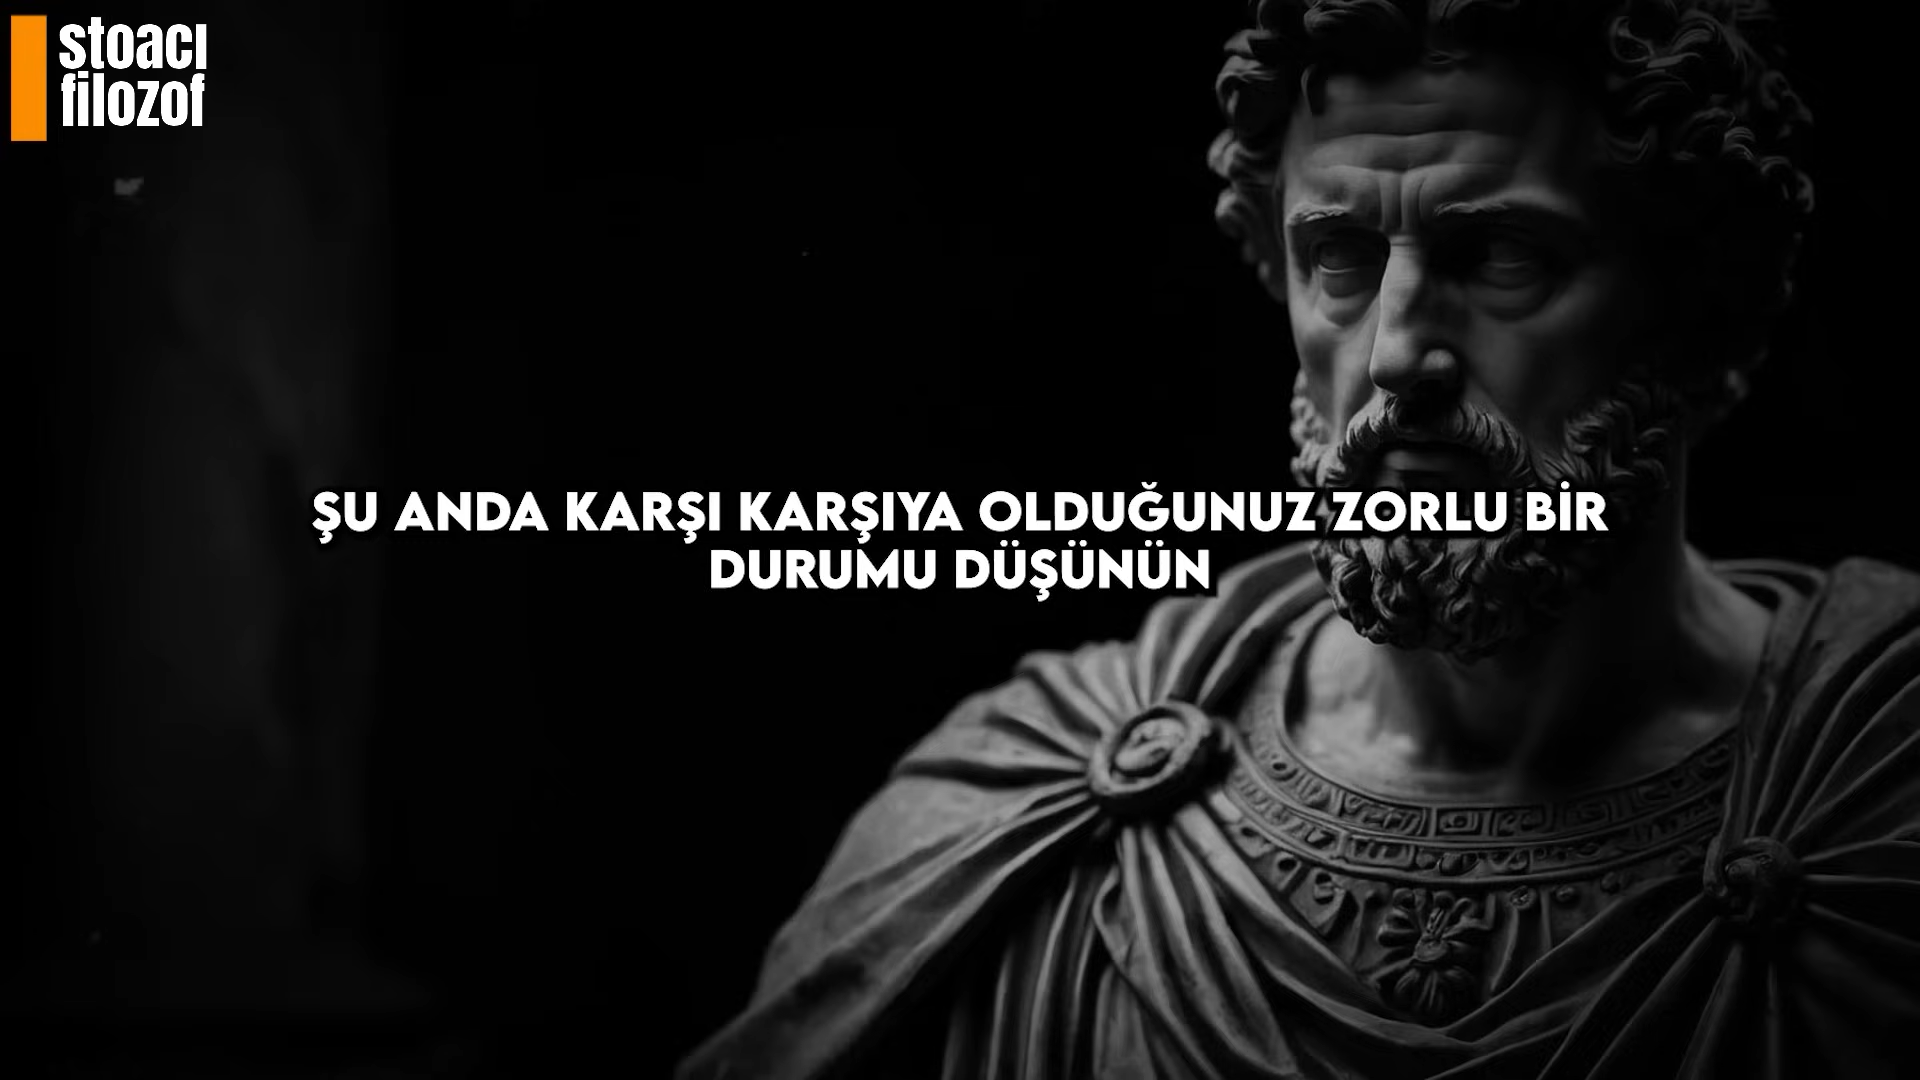 stoacı
filozof
ŞU ANDA KARŞI KARŞIYA OLDUĞUNUZ ZORLU BİR
DURUMU DÜŞÜNÜN